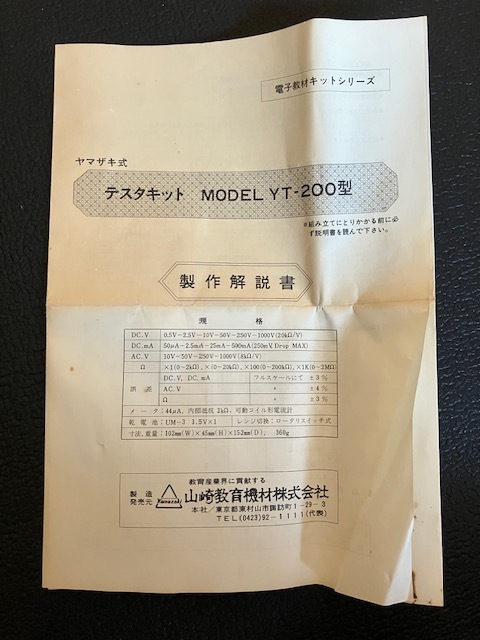 電子教材キットシリーズ
ヤマザキ式
テスタキット MODEL YT-200型
※組み立てにとりかかる前に必
ず説明書を読んで下さい。
製作解説書
規格
DC.V 0.5V-2.5V-10V-50V-250V-1000V(20kΩ/V)
DC.mA 50μA-2.5mA-25mA-500mA(250mV, Drop MAX)
AC.V 10V-50V-250V-1000V(8kΩ/V)
Ω ×1(0~2kΩ), ×(0~20kΩ), ×100(0~200kΩ), ×1K(0~2MΩ)
誤差 DC.V, DC.mA フルスケールにて ±3%
AC.V 〃 ±4%
Ω 〃 ±3%
メータ:44μA, 内部抵抗 2kΩ, 可動コイル形電流計
乾電池:UM-3 1.5V×1 レンジ切換:ロータリスイッチ式
寸法,重量:102mm(W)×45mm(H)×152mm(D), 360g
教育産業界に貢献する
製造
発売元 Yamazaki 山崎教育機材株式会社
本社/東京都東村山市諏訪町1-29-3
TEL(0423)92-1111(代表)